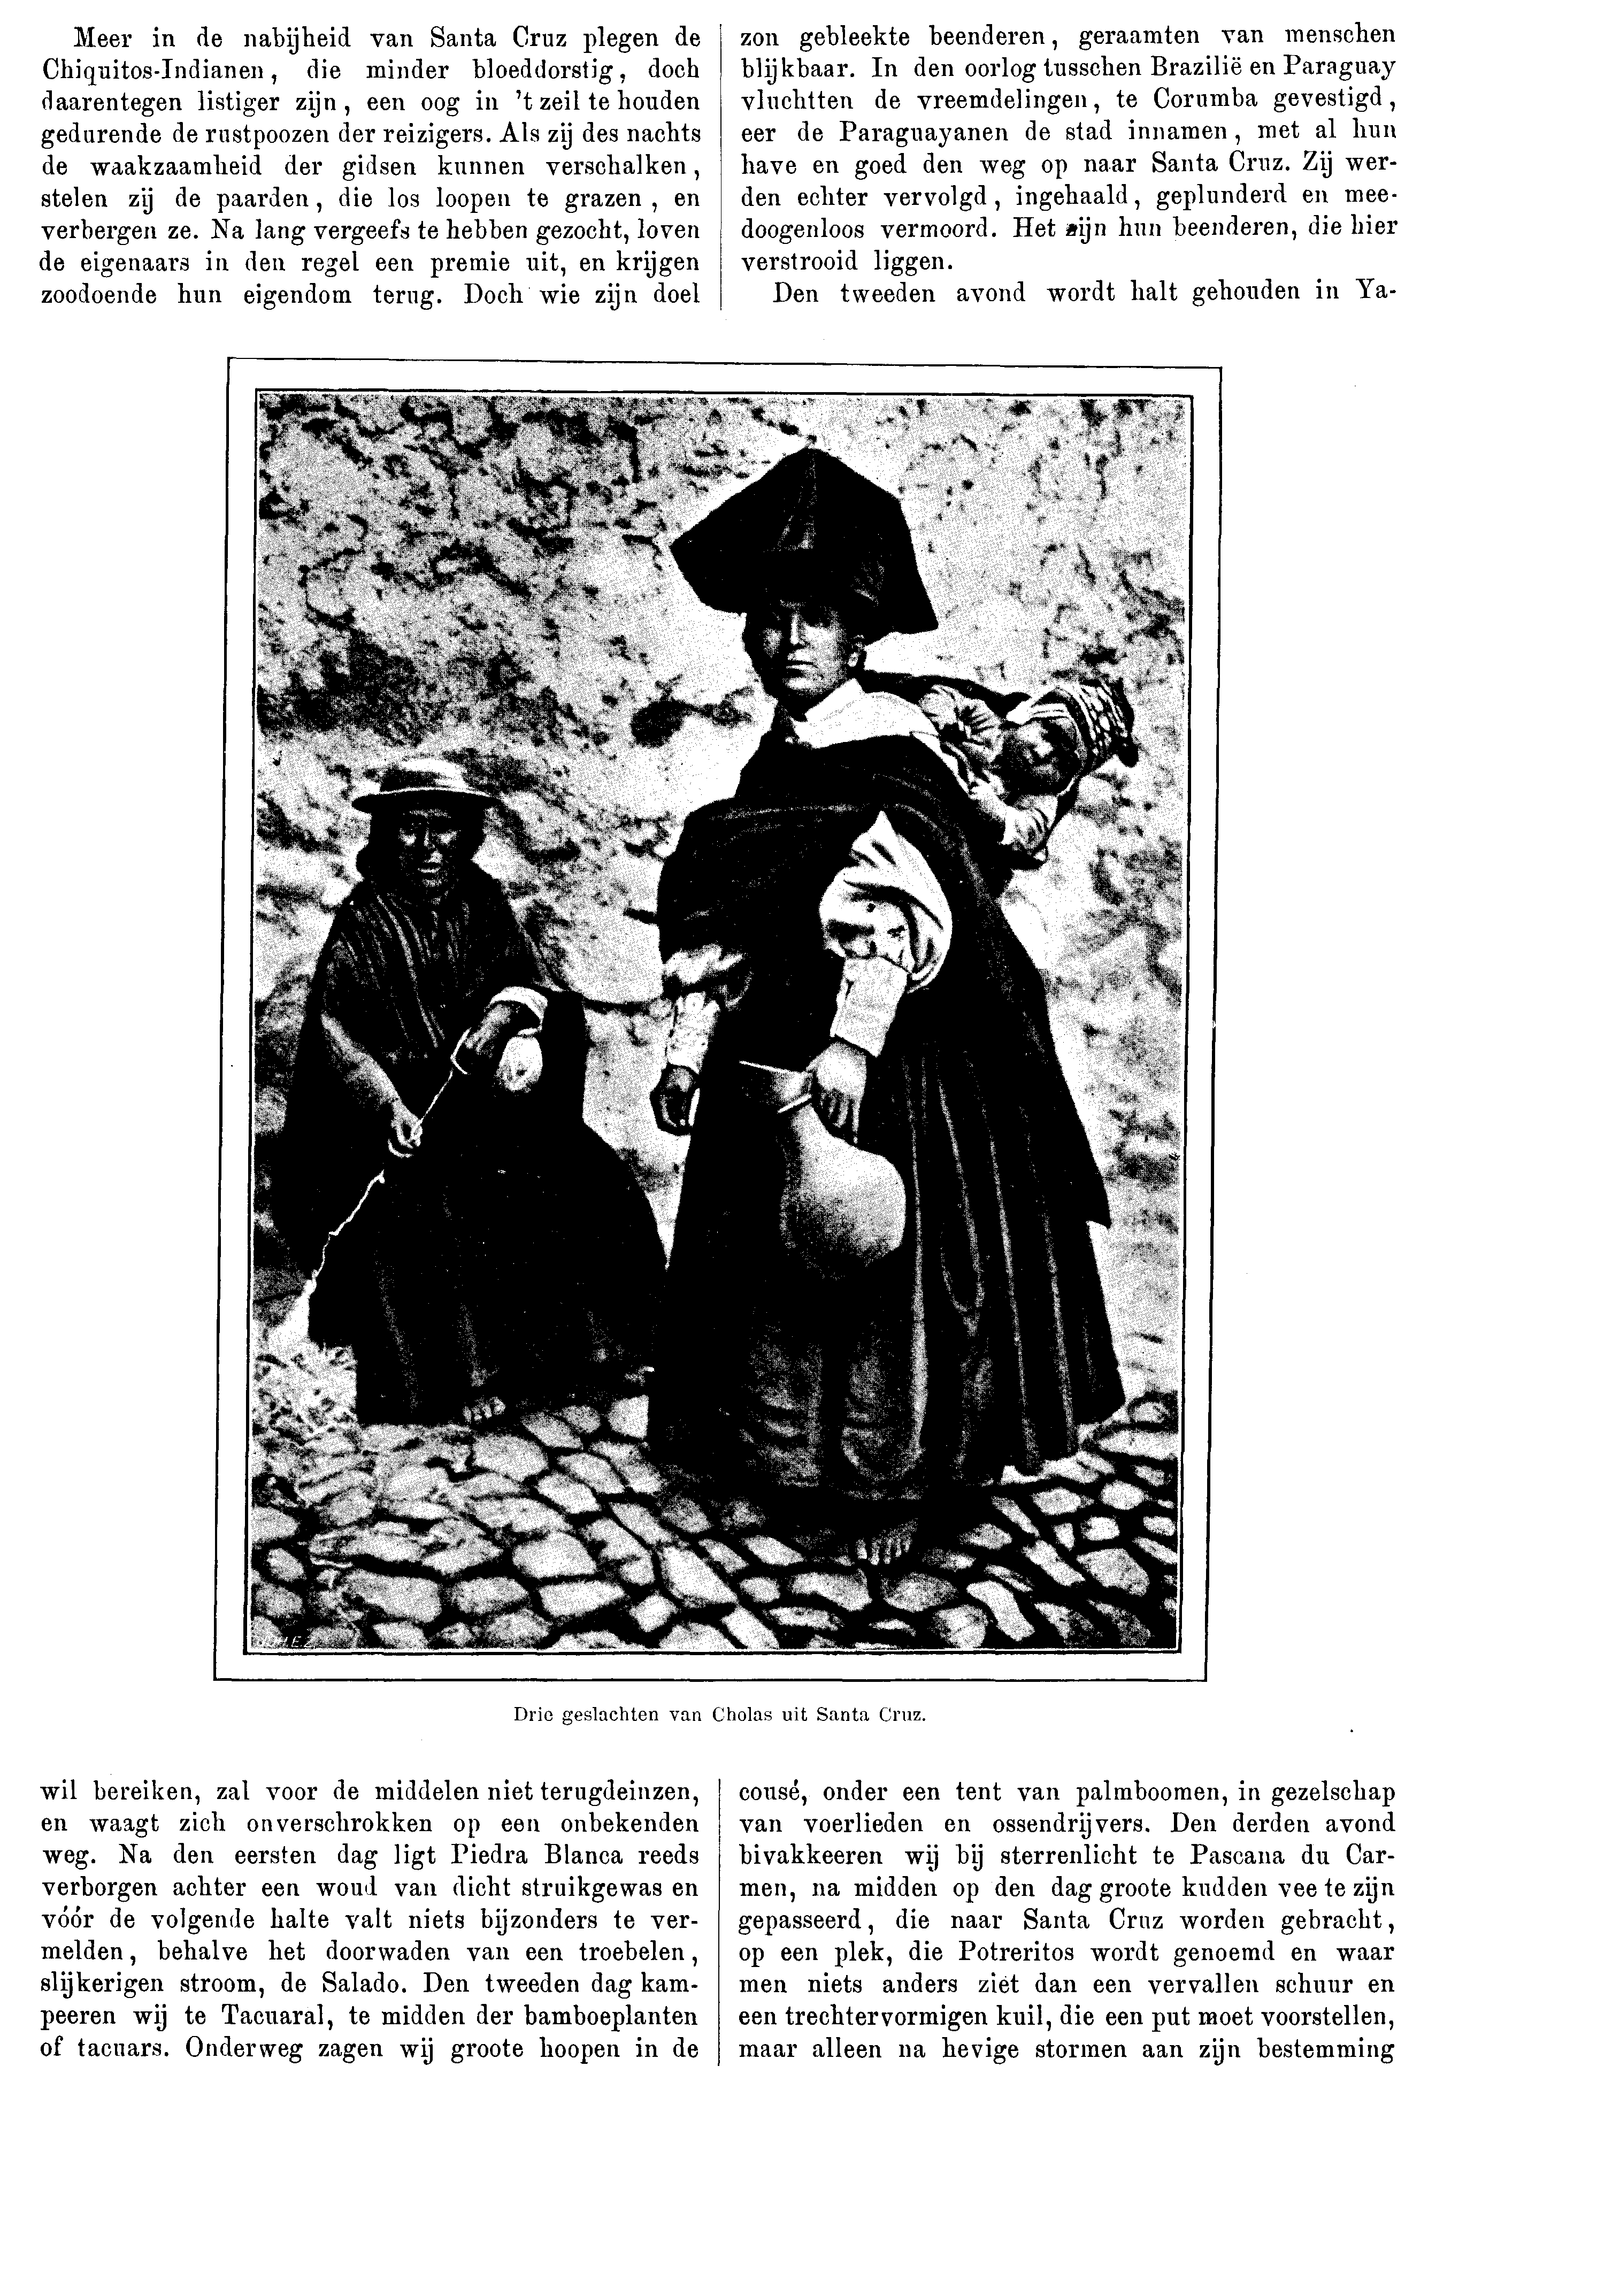 Meer in de nabijheid van Santa Cruz plegen de
Chiquitos-Indianen, die minder bloeddorstig, doch
daarentegen listiger zijn, een oog in 't zeil te houden
gedurende de rustpoozen der reizigers. Als zij des nachts
de waakzaamheid der gidsen kunnen verschalken,
stelen zij de paarden, die los loopen te grazen, en
verbergen ze. Na lang vergeefs te hebben gezocht, loven
de eigenaars in den regel een premie uit, en krijgen
zoodoende hun eigendom terug. Doch wie zijn doel
wil bereiken, zal voor de middelen niet terugdeinzen,
en waagt zich onverschrokken op een onbekenden
weg. Na den eersten dag ligt Piedra Blanca reeds
verborgen achter een woud van dicht struikgewas en
vóór de volgende halte valt niets bijzonders te ver-
melden, behalve het doorwaden van een troebelen,
slijkerigen stroom, de Salado. Den tweeden dag kam-
peeren wij te Tacuaral, te midden der bamboeplanten
of tacuars. Onderweg zagen wij groote hoopen in de
zon gebleekte beenderen, geraamten van menschen
blijkbaar. In den oorlog tusschen Brazilië en Paraguay
vluchtten de vreemdelingen, te Corumba gevestigd,
eer de Paraguayanen de stad innamen, met al hun
have en goed den weg op naar Santa Cruz. Zij wer-
den echter vervolgd, ingehaald, geplunderd en mee-
doogenloos vermoord. Het zijn hun beenderen, die hier
verstrooid liggen.
Den tweeden avond wordt halt gehouden in Ya-
cousé, onder een tent van palmboomen, in gezelschap
van voerlieden en ossendrijvers. Den derden avond
bivakkeeren wij bij sterrenlicht te Pascana du Car-
men, na midden op den dag groote kudden vee te zijn
gepasseerd, die naar Santa Cruz worden gebracht,
op een plek, die Potreritos wordt genoemd en waar
men niets anders ziet dan een vervallen schuur en
een trechtervormigen kuil, die een put moet voorstellen,
maar alleen na hevige stormen aan zijn bestemming
Drie geslachten van Cholas uit Santa Cruz.